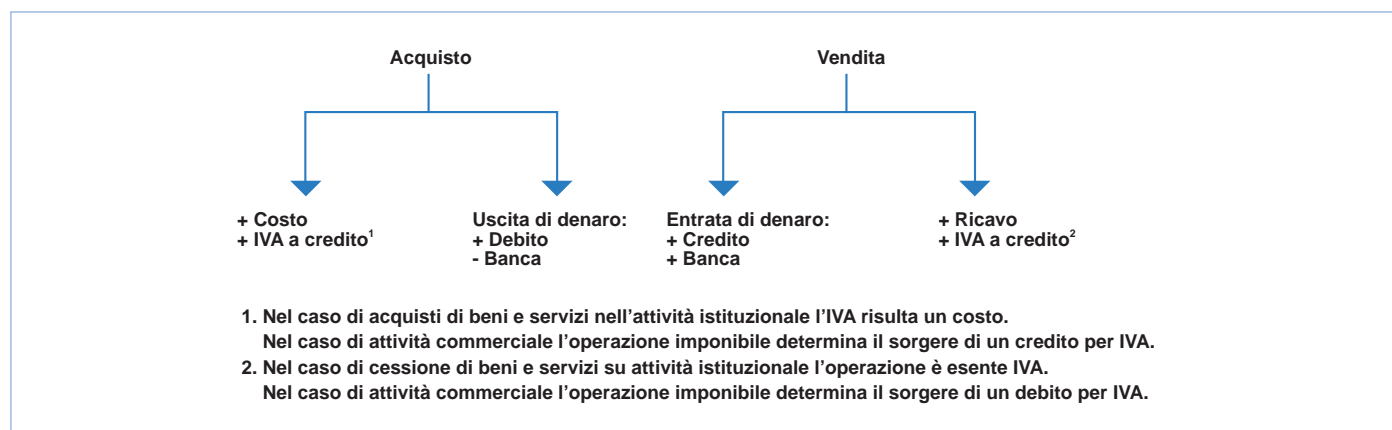 Acquisto
Vendita
+ Costo
+ IVA a credito¹
Uscita di denaro:
+ Debito
- Banca
Entrata di denaro:
+ Credito
+ Banca
+ Ricavo
+ IVA a credito²
1. Nel caso di acquisti di beni e servizi nell’attività istituzionale l’IVA risulta un costo.
Nel caso di attività commerciale l’operazione imponibile determina il sorgere di un credito per IVA.
2. Nel caso di cessione di beni e servizi su attività istituzionale l’operazione è esente IVA.
Nel caso di attività commerciale l’operazione imponibile determina il sorgere di un debito per IVA.